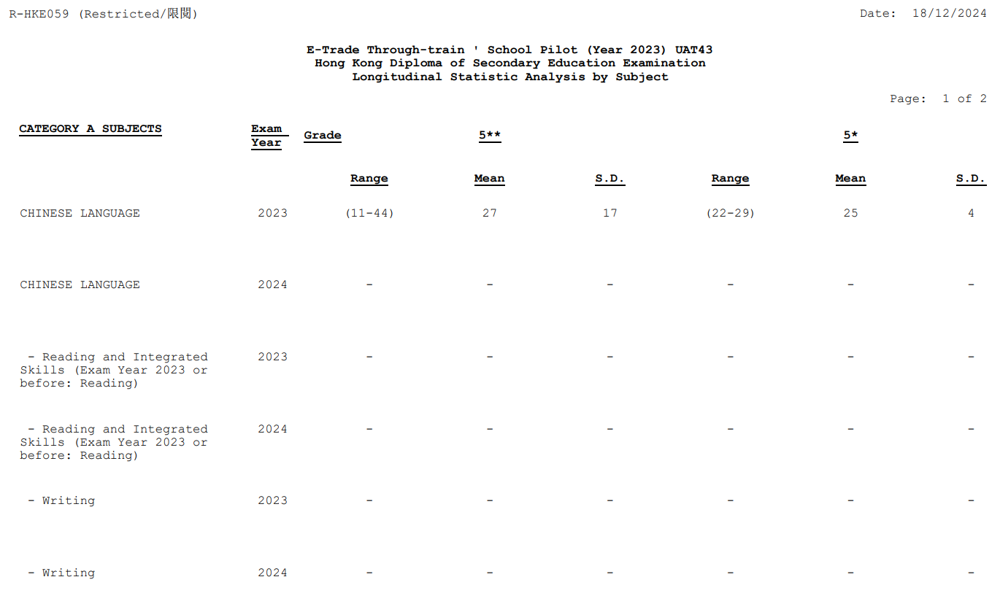 R-HKE059 (Restricted/限閱) Date: 18/12/2024
E-Trade Through-train ' School Pilot (Year 2023) UAT43
Hong Kong Diploma of Secondary Education Examination
Longitudinal Statistic Analysis by Subject
Page: 1 of 2
CATEGORY A SUBJECTS Exam Year Grade 5** 5*
Range Mean S.D. Range Mean S.D.
CHINESE LANGUAGE 2023 (11-44) 27 17 (22-29) 25 4
CHINESE LANGUAGE 2024 - - - - - -
- Reading and Integrated 2023 - - - - - -
Skills (Exam Year 2023 or
before: Reading)
- Reading and Integrated 2024 - - - - - -
Skills (Exam Year 2023 or
before: Reading)
- Writing 2023 - - - - - -
- Writing 2024 - - - - - -